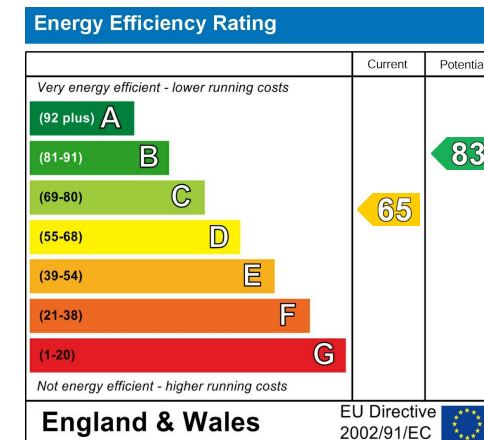 Energy Efficiency Rating
Current Potentia
Very energy efficient - lower running costs
(92 plus) A
(81-91) B
83
(69-80) C
65
(55-68) D
(39-54) E
(21-38) F
(1-20) G
Not energy efficient - higher running costs
England & Wales
EU Directive
2002/91/EC